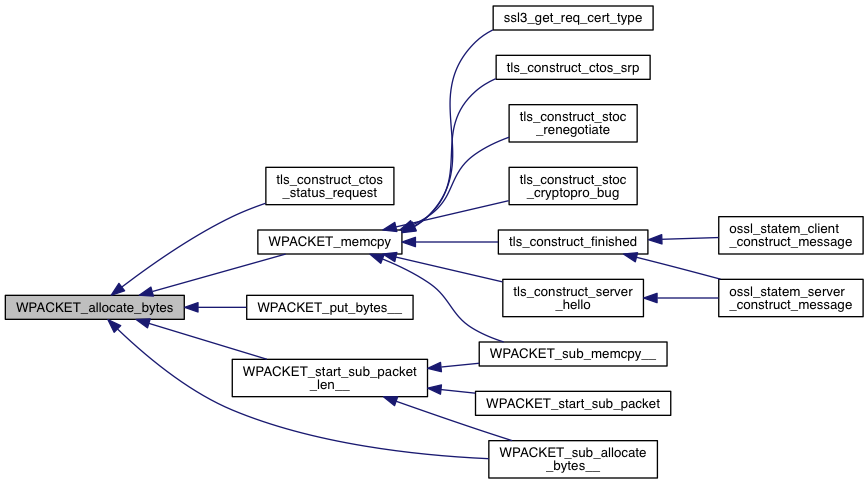 ssl3_get_req_cert_type
tls_construct_ctos_srp
tls_construct_stoc
_renegotiate
tls_construct_ctos
_status_request
tls_construct_stoc
_cryptopro_bug
WPACKET_memcpy
tls_construct_finished
ossl_statem_client
_construct_message
WPACKET_allocate_bytes
WPACKET_put_bytes__
tls_construct_server
_hello
ossl_statem_server
_construct_message
WPACKET_sub_memcpy__
WPACKET_start_sub_packet
_len__
WPACKET_start_sub_packet
WPACKET_sub_allocate
_bytes__